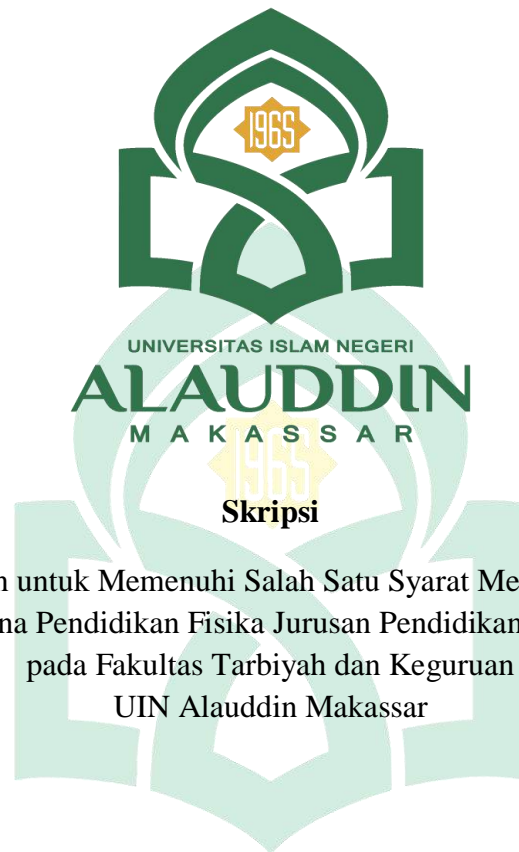 1965
UNIVERSITAS ISLAM NEGERI
ALAUDDIN
MAKASSAR
1965
Skripsi
untuk Memenuhi Salah Satu Syarat
Pendidikan Fisika Jurusan Pendidikan
pada Fakultas Tarbiyah dan Keguruan
UIN Alauddin Makassar